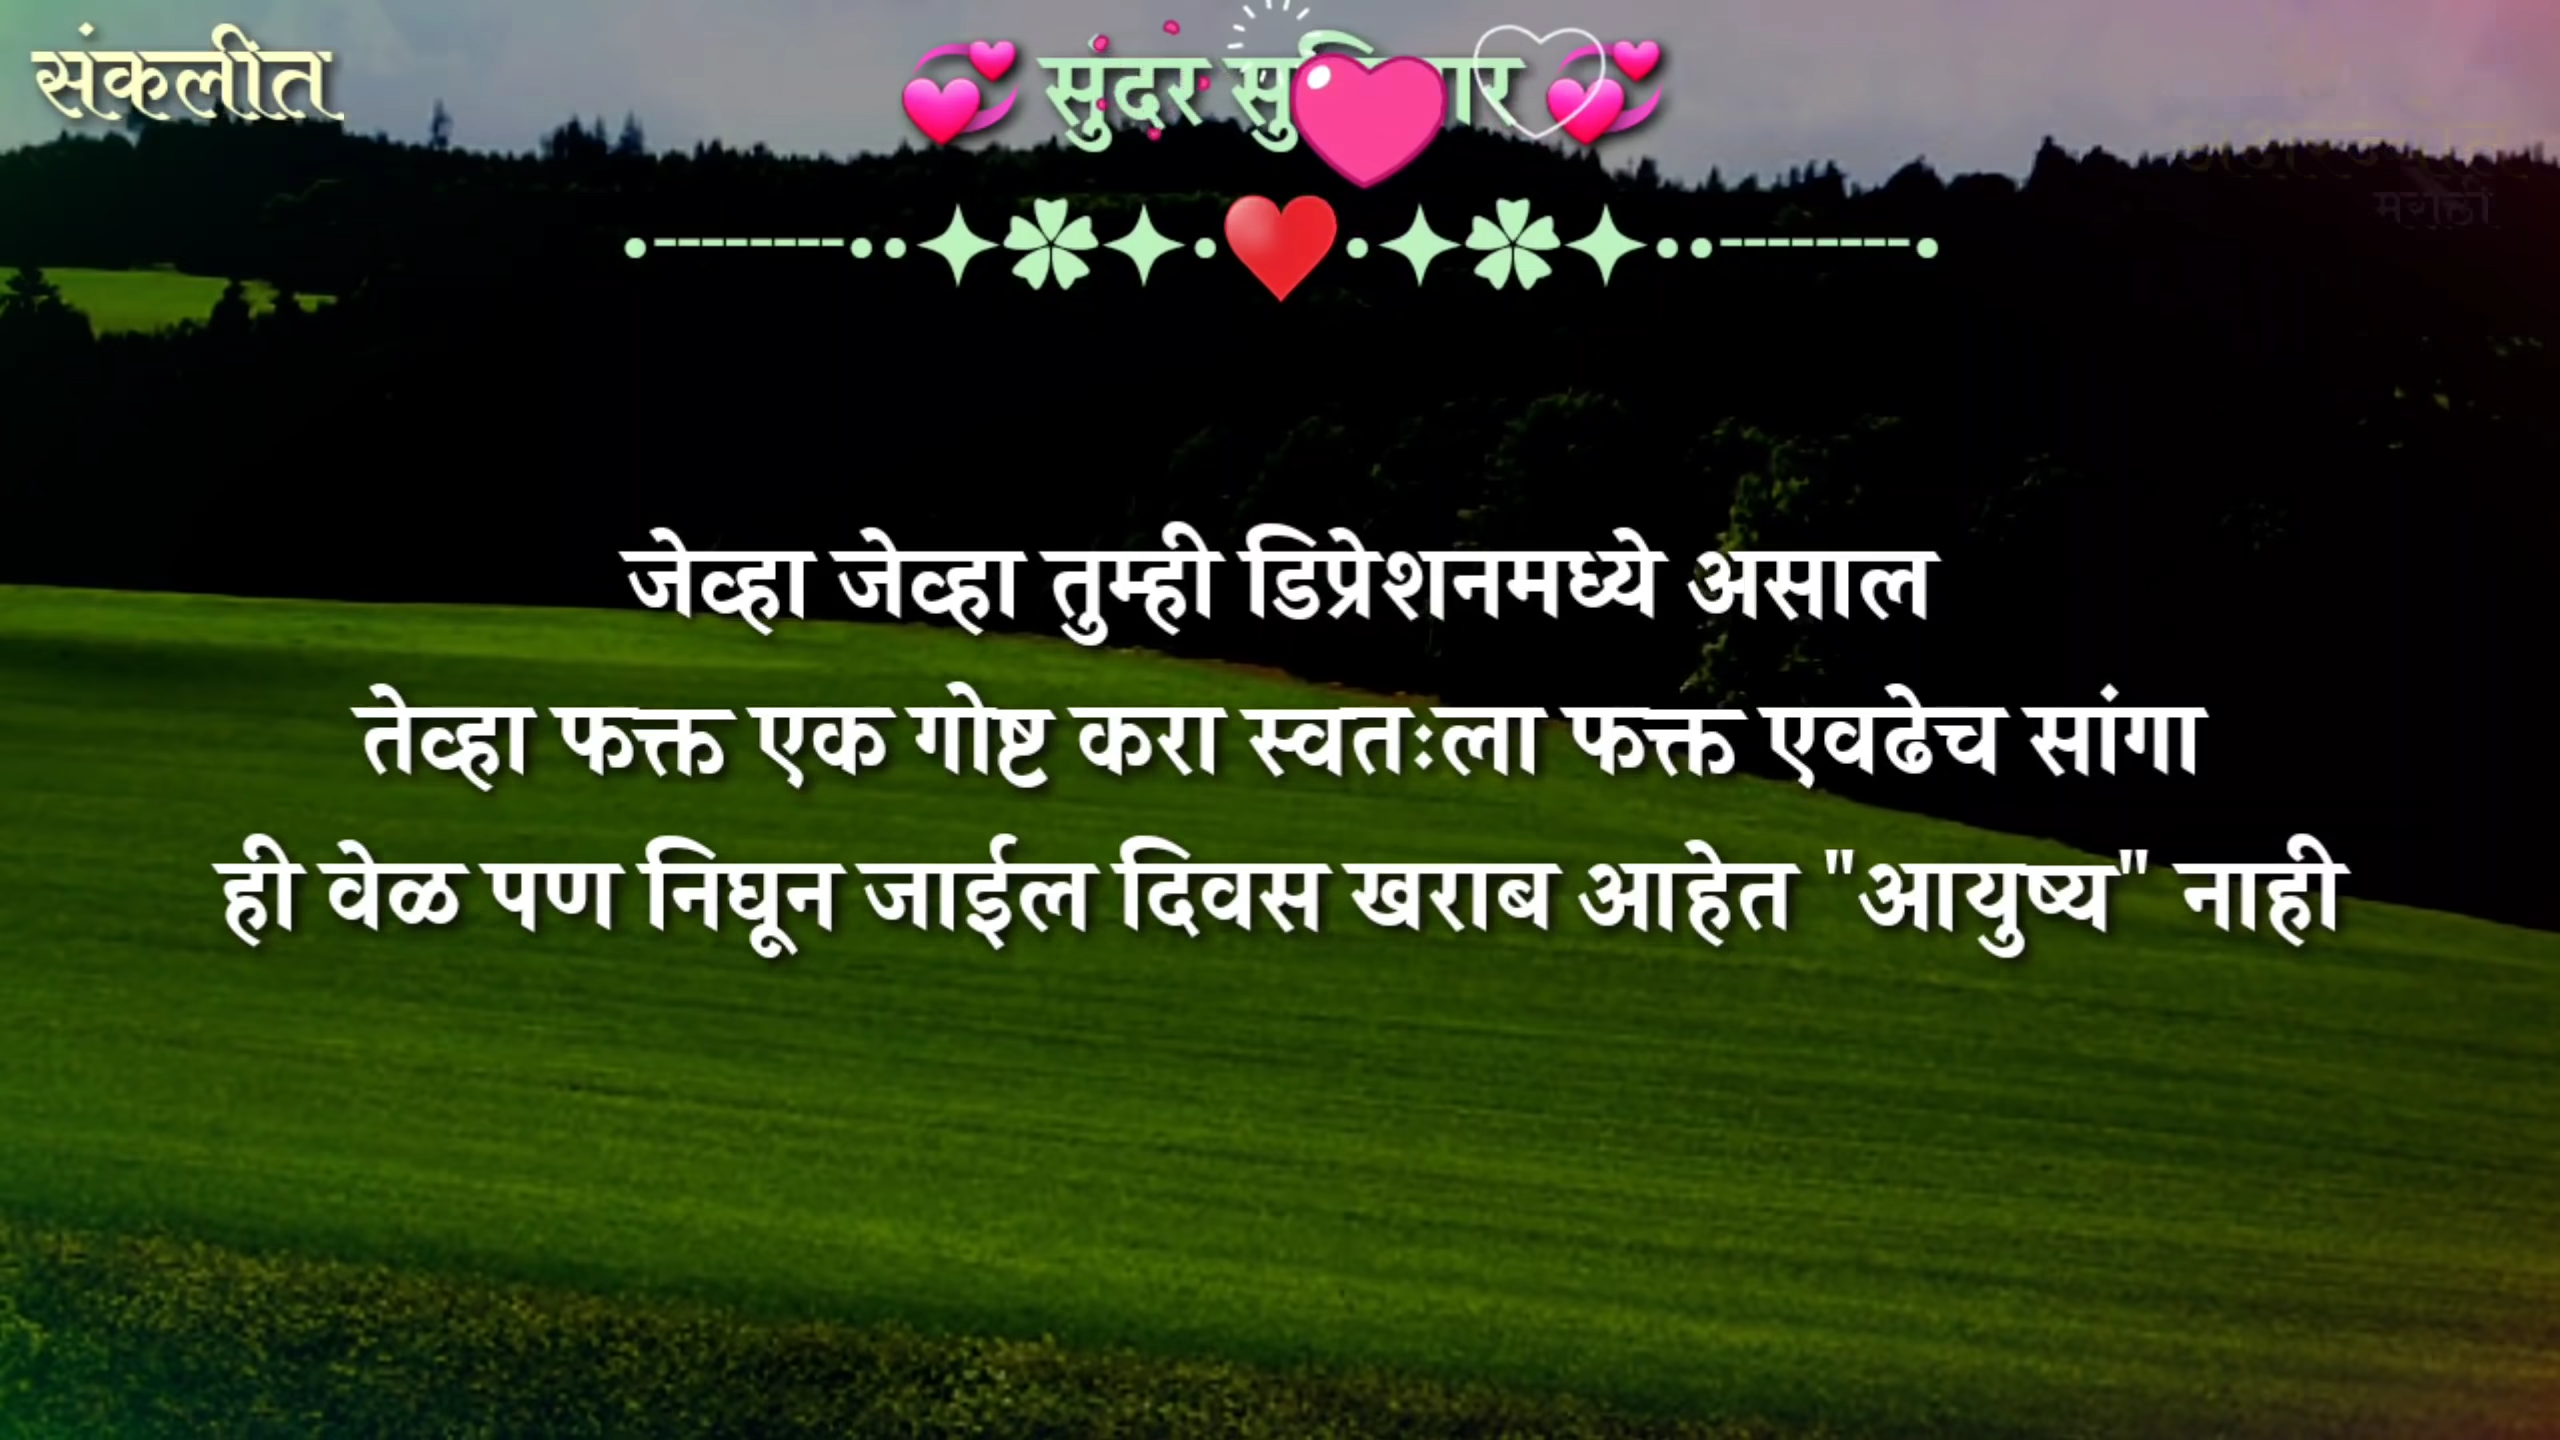 संकलीत
💞 सुंदर 💞
•--------••✦✤✦•♥️•✦✤✦••--------•
जेव्हा जेव्हा तुम्ही डिप्रेशनमध्ये असाल
तेव्हा फक्त एक गोष्ट करा स्वतःला फक्त एवढेच सांगा
ही वेळ पण निघून जाईल दिवस खराब आहेत "आयुष्य" नाही